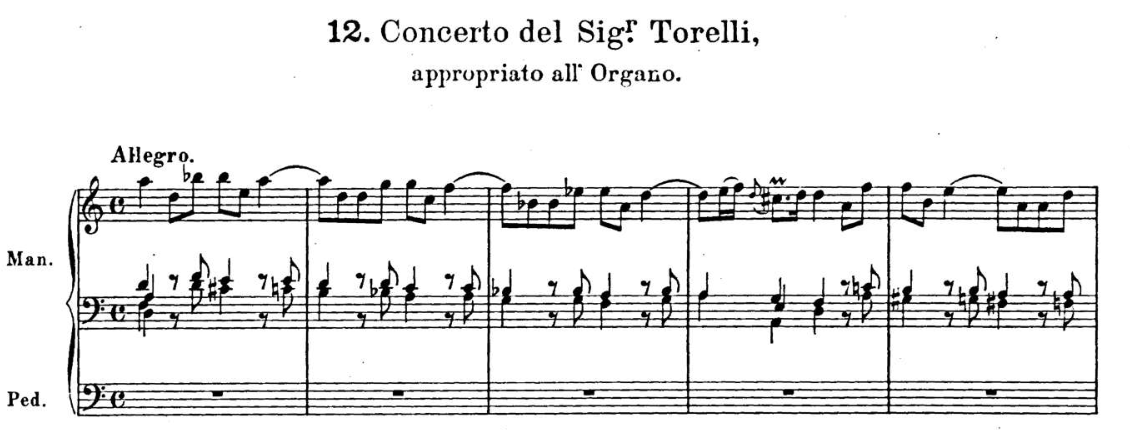 12. Concerto del Sigr. Torelli,
appropriato all' Organo.
Allegro.
Man.
Ped.